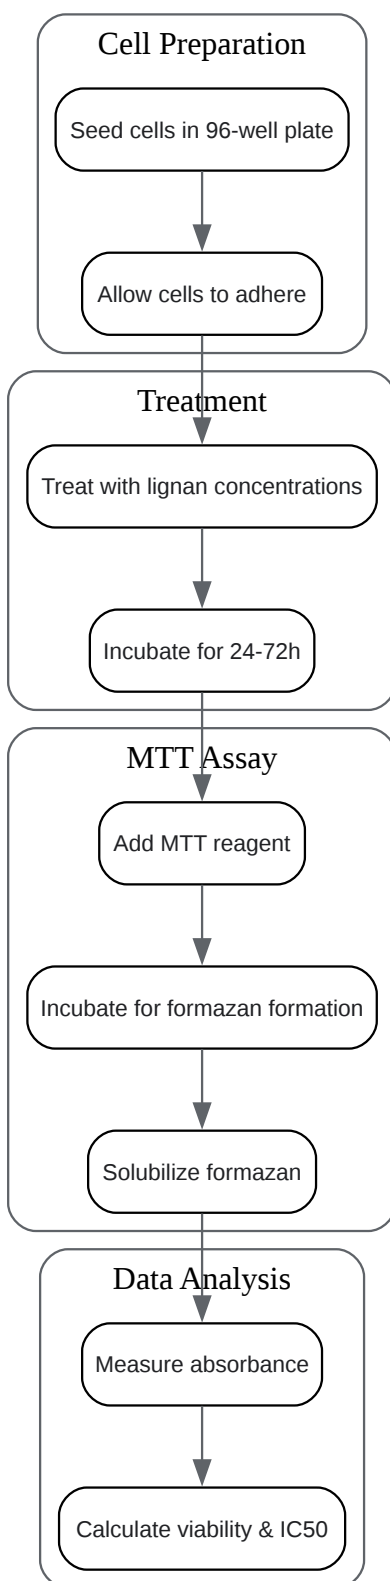 Cell Preparation
Seed cells in 96-well plate
Allow cells to adhere
Treatment
Treat with lignan concentrations
Incubate for 24-72h
MTT Assay
Add MTT reagent
Incubate for formazan formation
Solubilize formazan
Data Analysis
Measure absorbance
Calculate viability & IC50